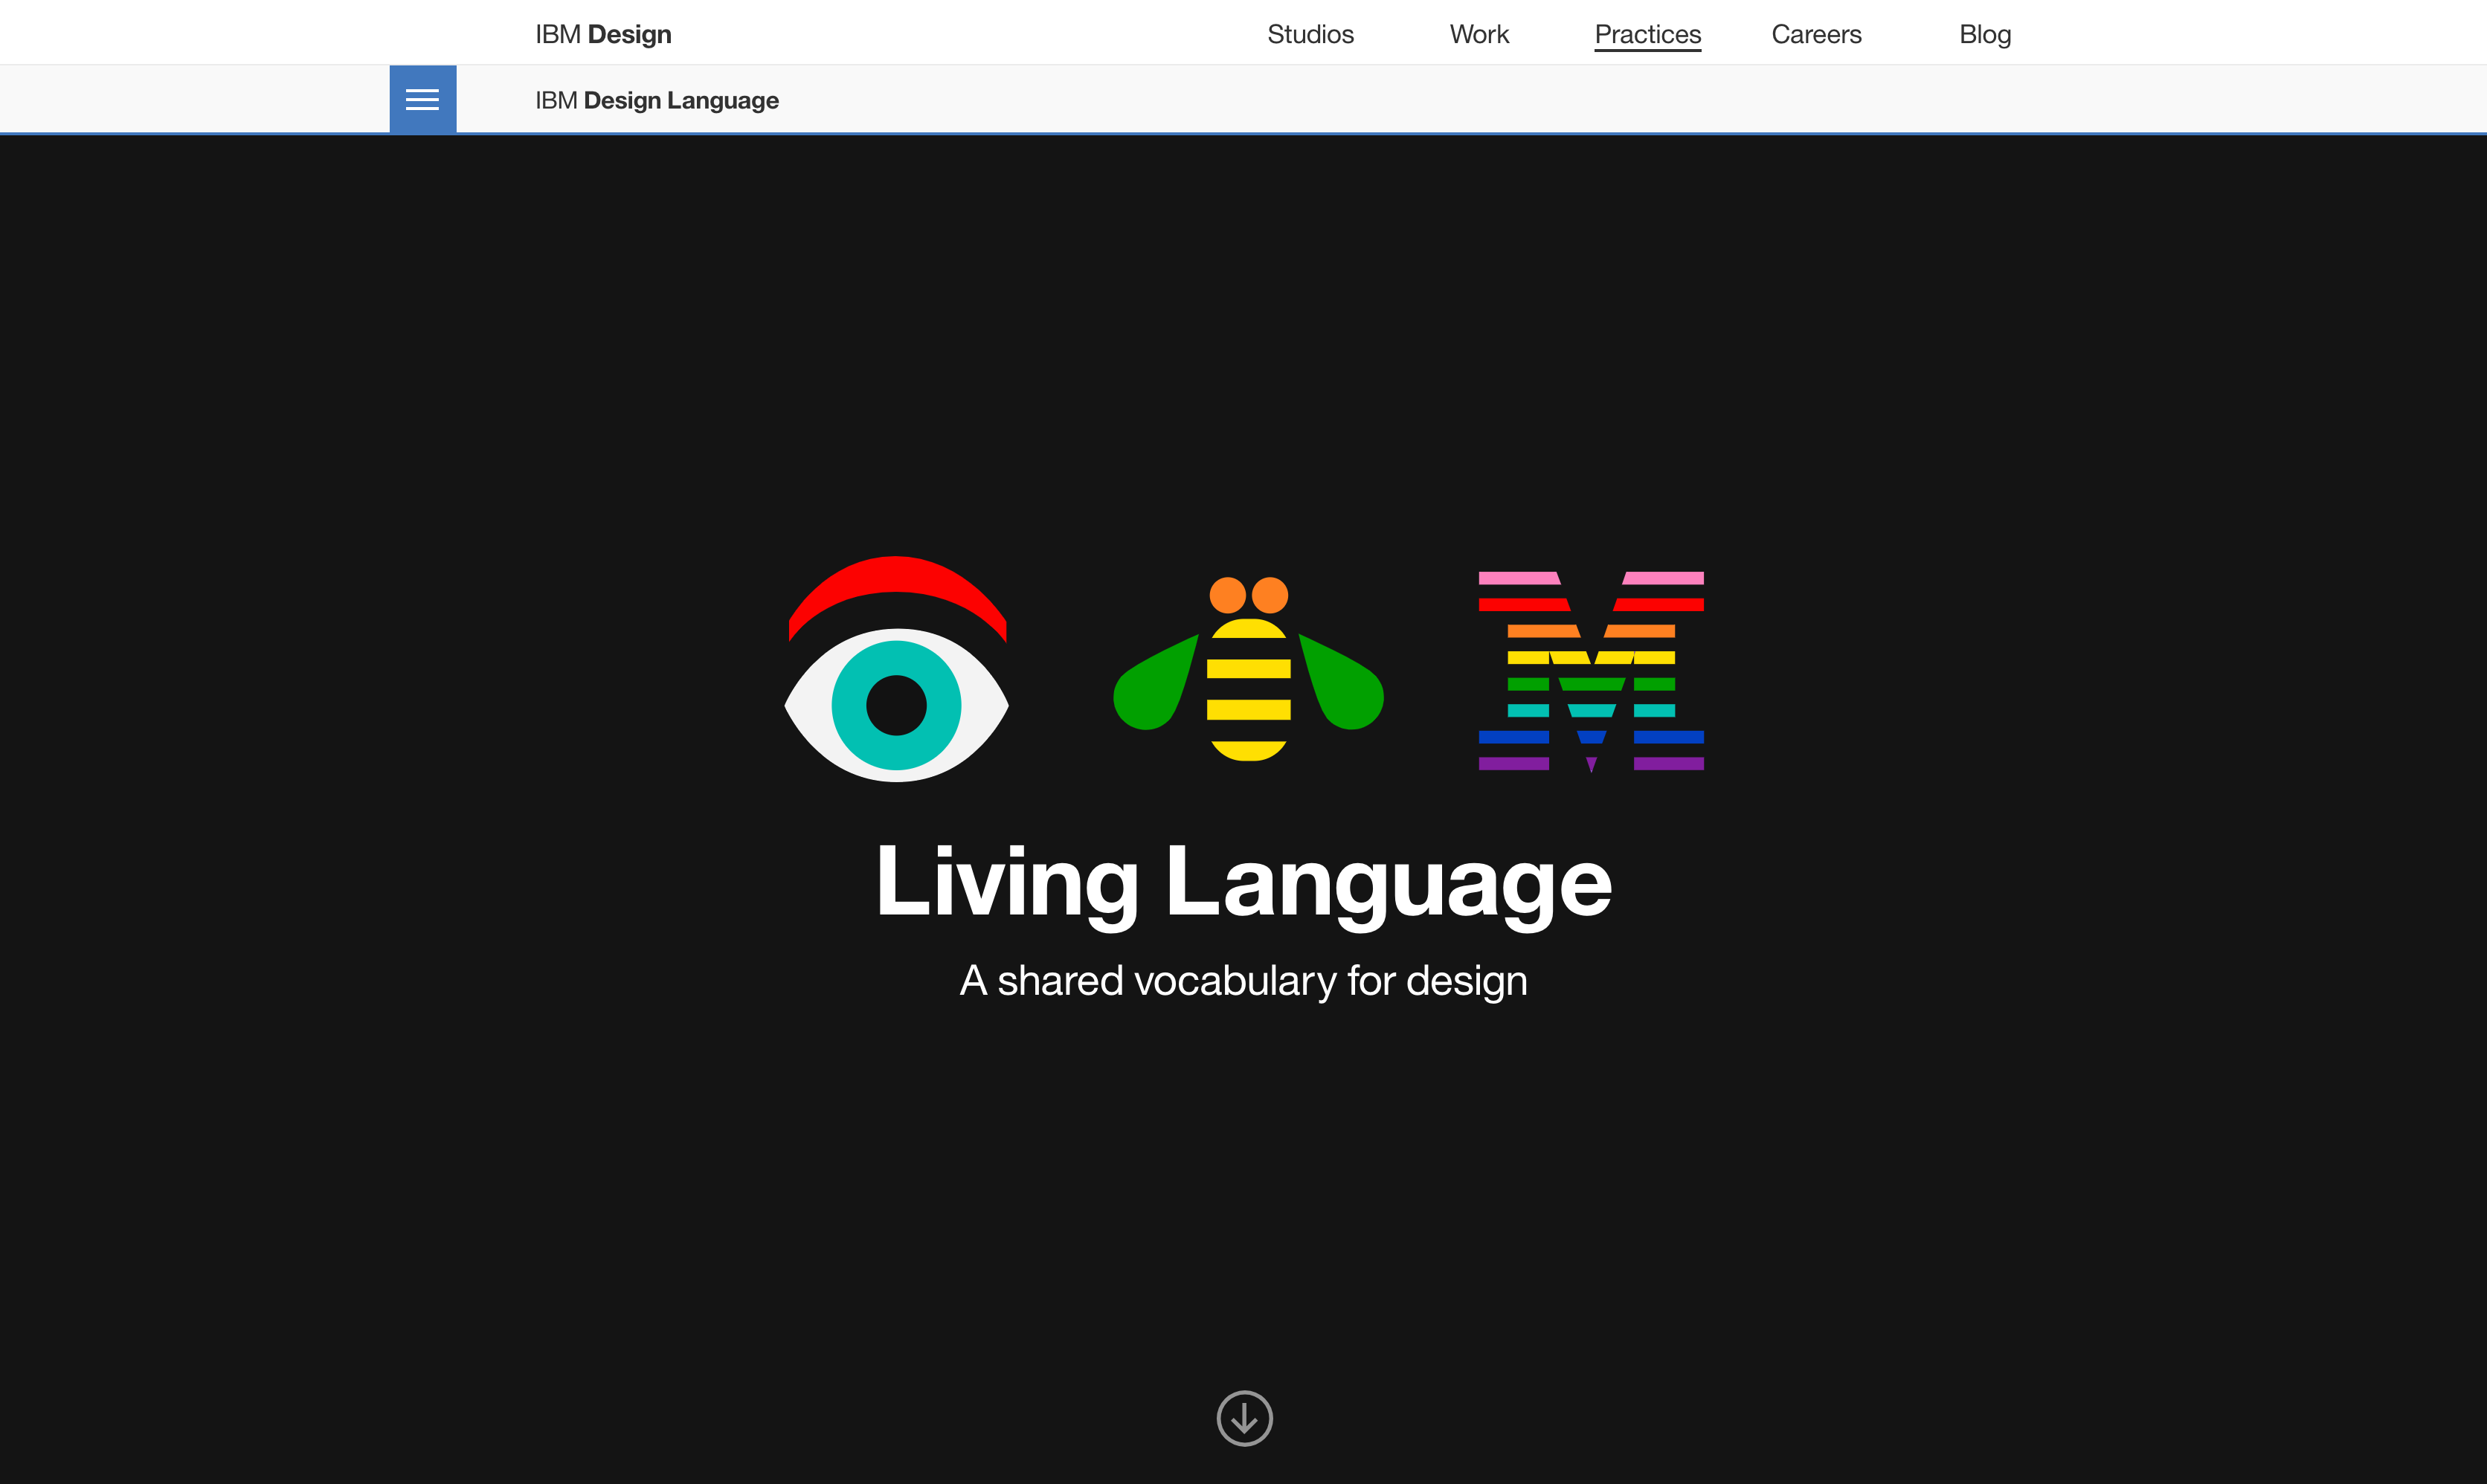 IBM Design
Studios Work Practices Careers Blog
IBM Design Language
M
Living Language
A shared vocabulary for design